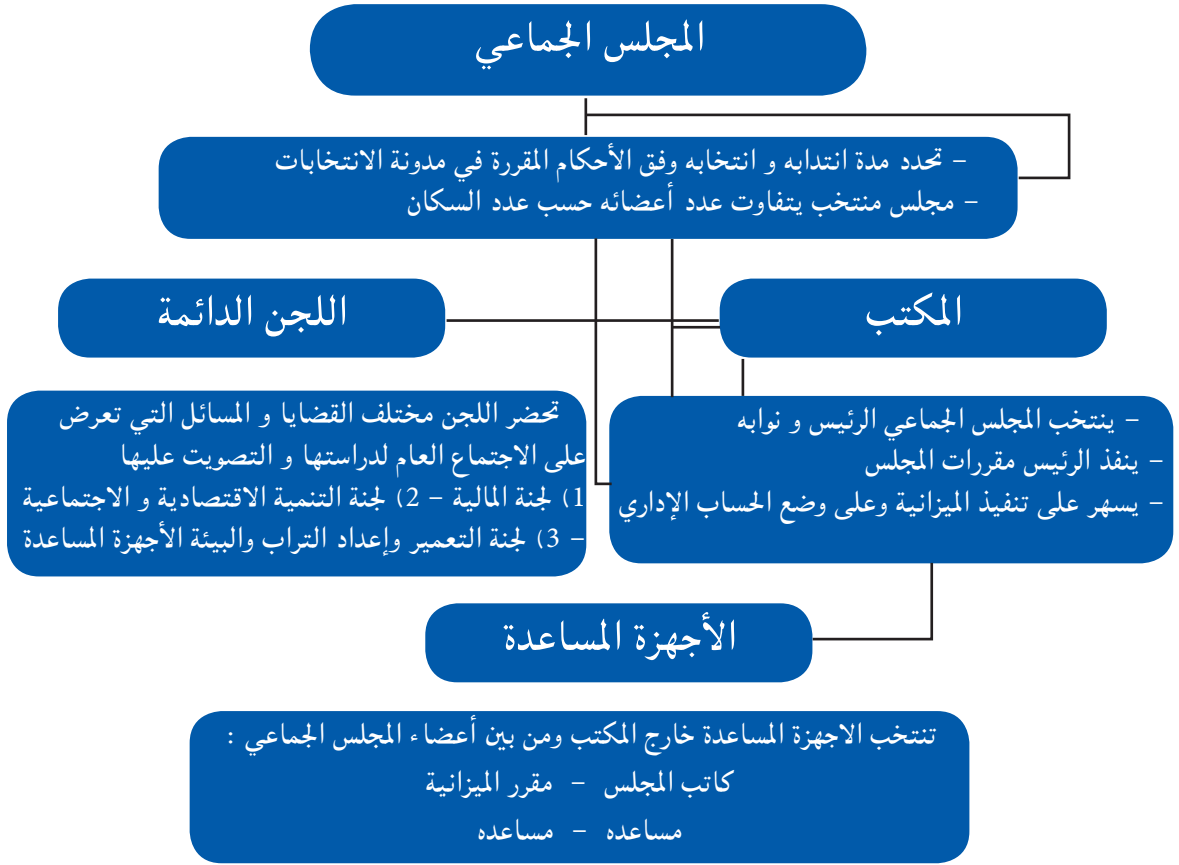 المجلس الجماعي
- تحدد مدة انتدابه و انتخابه وفق الأحكام المقررة في مدونة الانتخابات
- مجلس منتخب يتفاوت عدد أعضائه حسب عدد السكان
المكتب
- ينتخب المجلس الجماعي الرئيس و نوابه
- ينفذ الرئيس مقررات المجلس
- يسهر على تنفيذ الميزانية وعلى وضع الحساب الإداري
اللجن الدائمة
تحضر اللجن مختلف القضايا و المسائل التي تعرض
على الاجتماع العام لدراستها و التصويت عليها
1) لجنة المالية - 2) لجنة التنمية الاقتصادية و الاجتماعية
- 3) لجنة التعمير وإعداد التراب والبيئة الأجهزة المساعدة
الأجهزة المساعدة
تنتخب الاجهزة المساعدة خارج المكتب ومن بين أعضاء المجلس الجماعي :
كاتب المجلس - مقرر الميزانية
مساعده - مساعده